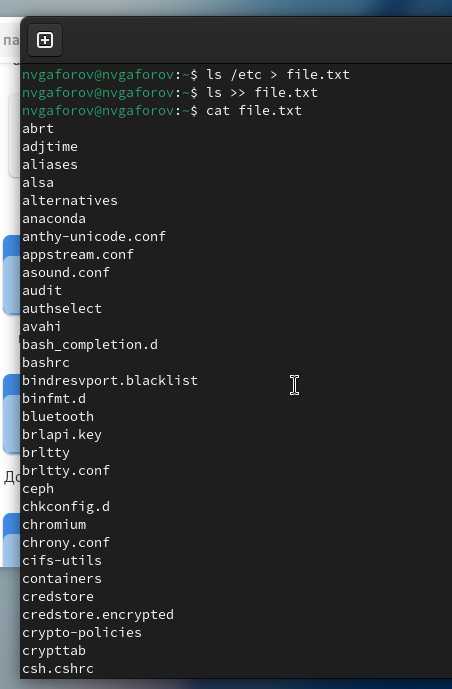 па
nvgaforov@nvgaforov:~$ ls /etc > file.txt
nvgaforov@nvgaforov:~$ ls >> file.txt
nvgaforov@nvgaforov:~$ cat file.txt
abrt
adjtime
aliases
alsa
alternatives
anaconda
anthy-unicode.conf
appstream.conf
asound.conf
audit
authselect
avahi
bash_completion.d
bashrc
bindresvport.blacklist
binfmt.d
bluetooth
brlapi.key
brltty
brltty.conf
ceph
chkconfig.d
chromium
chrony.conf
cifs-utils
До
containers
credstore
credstore.encrypted
crypto-policies
crypttab
csh.cshrc